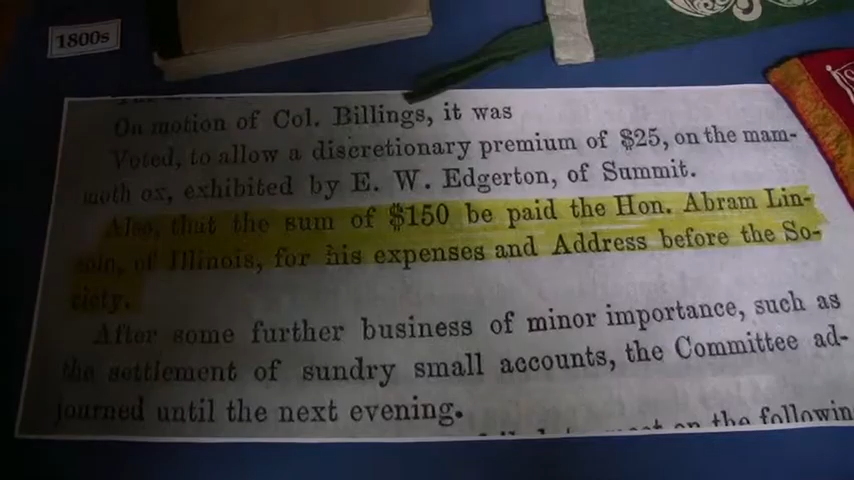 1800s
On motion of Col. Billings, it was
Voted, to allow a discretionary premium of $25, on the mam-
moth ox, exhibited by E. W. Edgerton, of Summit.
Also, that the sum of $150 be paid the Hon. Abram Lin-
coln, of Illinois, for his expenses and Address before the So-
ciety.
After some further business of minor importance, such as
the settlement of sundry small accounts, the Committee ad-
journed until the next evening.
on the followin